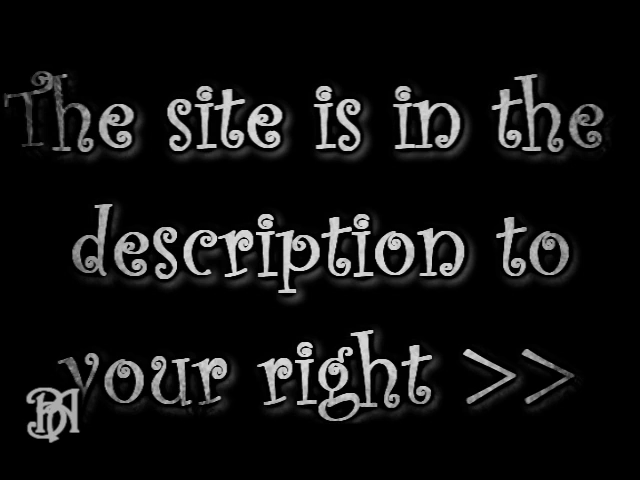 The site is in the
description to
your right >>